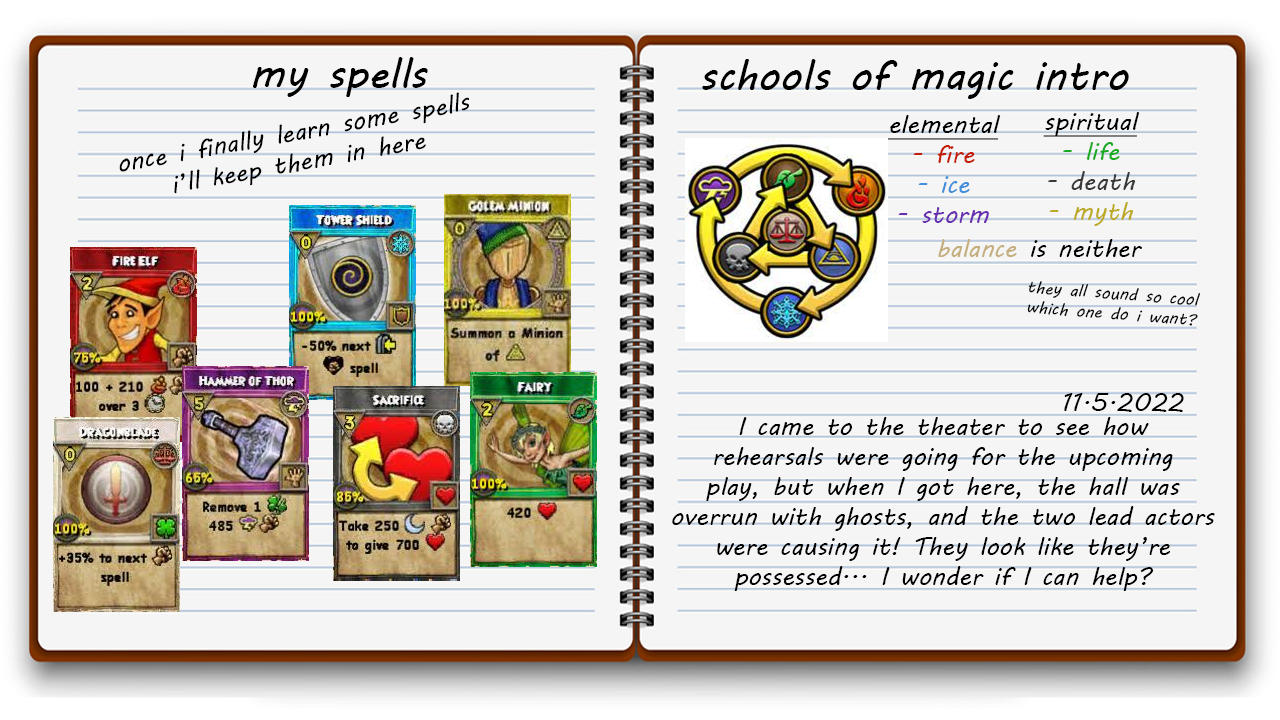 my spells
once i finally learn some spells
i'll keep them in here
FIRE ELF
2
75%
100 + 210
over 3
TOWER SHIELD
0
100%
-50% next
spell
GOLEM MINION
0
100%
Summon a Minion
of
DRAGONBLADE
0
100%
+35% to next
spell
HAMMER OF THOR
5
65%
Remove 1
485
SACRIFICE
3
85%
Take 250
to give 700
FAIRY
2
100%
420
schools of magic intro
elemental
- fire
- ice
- storm
spiritual
- life
- death
- myth
balance is neither
they all sound so cool
which one do i want?
11·5·2022
I came to the theater to see how
rehearsals were going for the upcoming
play, but when I got here, the hall was
overrun with ghosts, and the two lead actors
were causing it! They look like they're
possessed... I wonder if I can help?